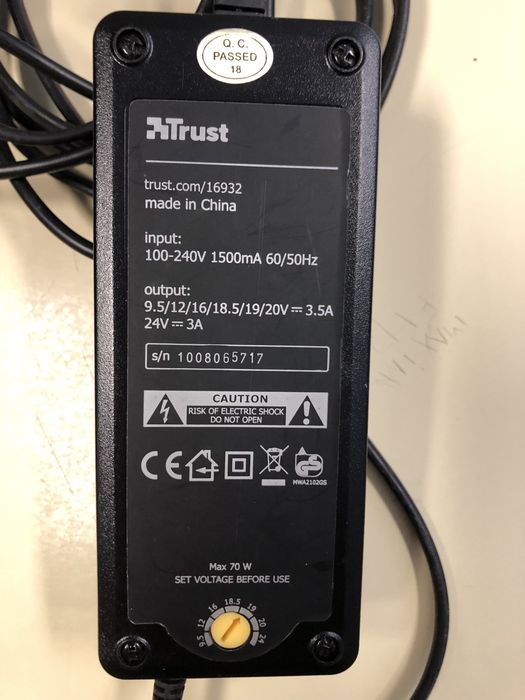 Q.C.
PASSED
18
Trust
trust.com/16932
made in China
input:
100-240V 1500mA 60/50Hz
output:
9.5/12/16/18.5/19/20V ⎓ 3.5A
24V ⎓ 3A
s/n 1008065717
CAUTION
RISK OF ELECTRIC SHOCK
DO NOT OPEN
CE
GS
MWA2102GS
Max 70 W
SET VOLTAGE BEFORE USE
9.5 12 16 18.5 19 20 24